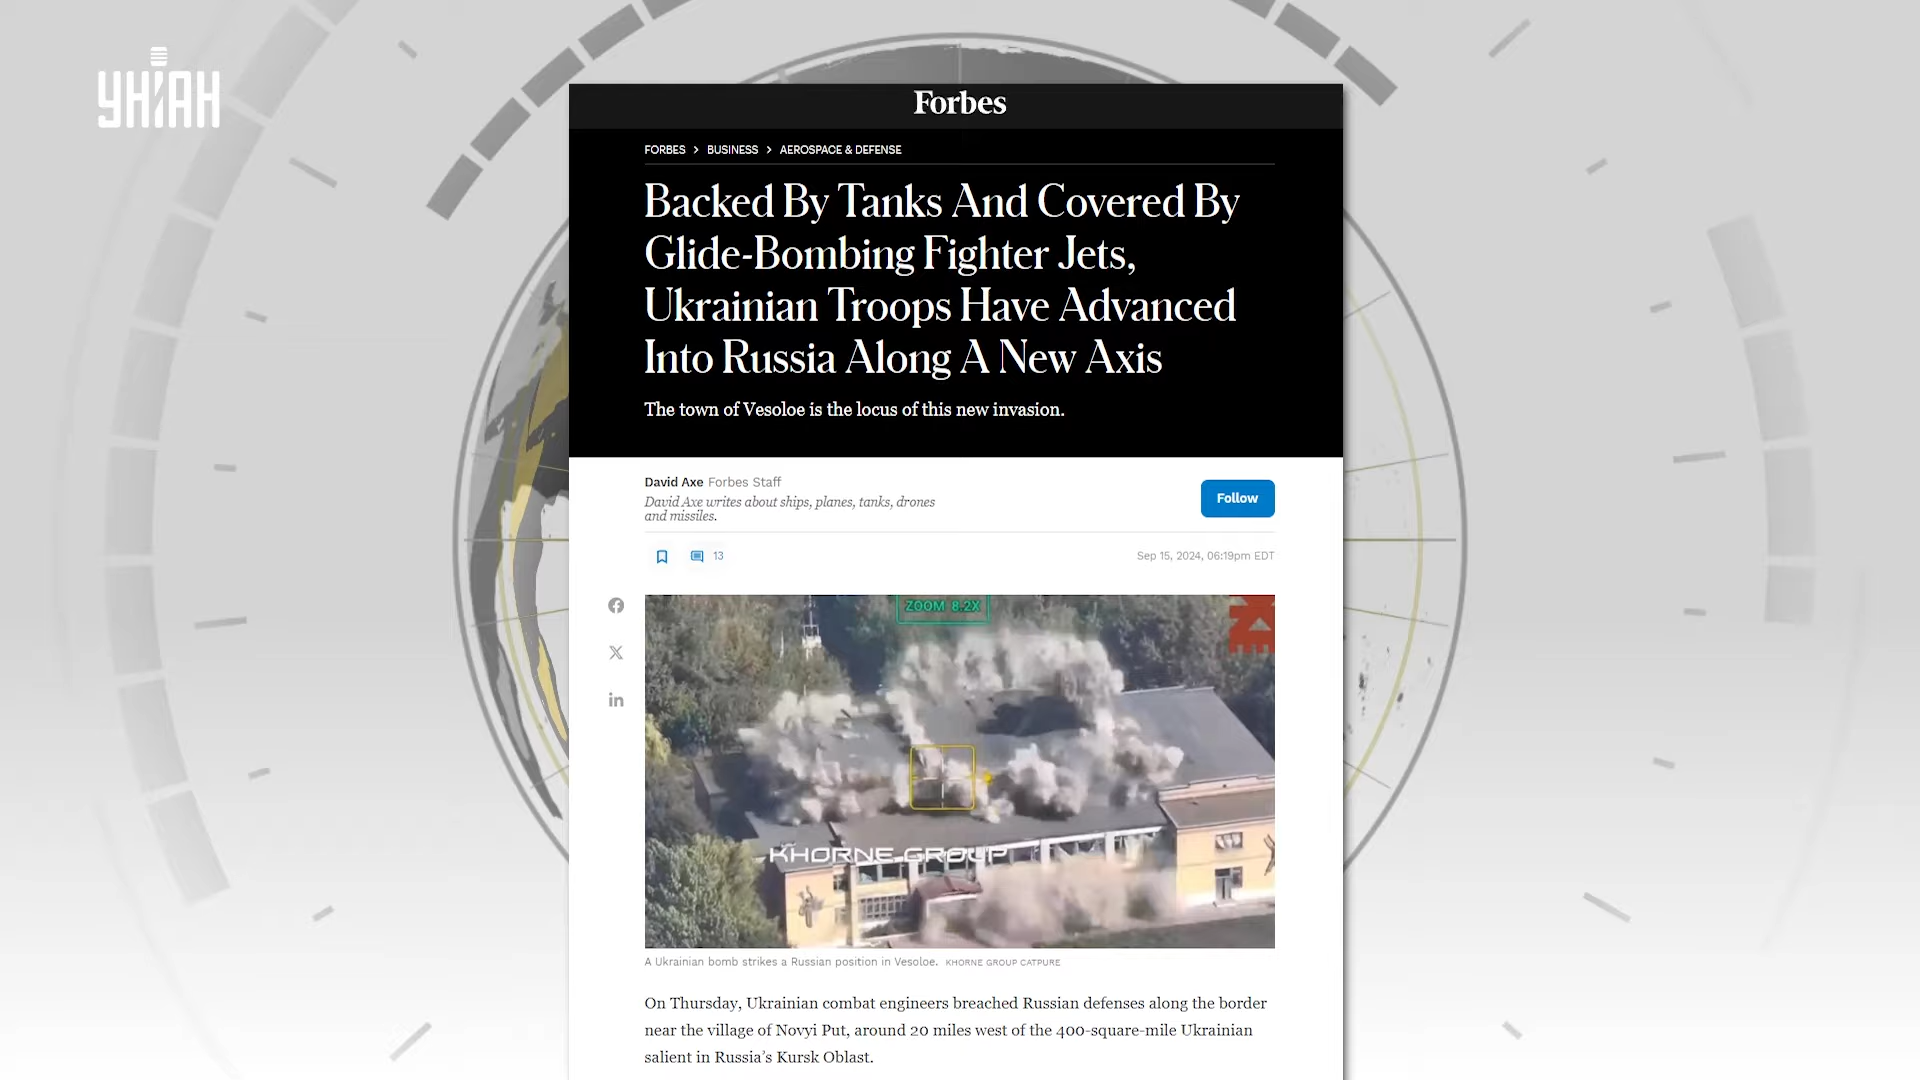 УНІАН
Forbes
FORBES > BUSINESS > AEROSPACE & DEFENSE
Backed By Tanks And Covered By
Glide-Bombing Fighter Jets,
Ukrainian Troops Have Advanced
Into Russia Along A New Axis
The town of Vesoloe is the locus of this new invasion.
David Axe Forbes Staff
David Axe writes about ships, planes, tanks, drones
and missiles.
Follow
13
Sep 15, 2024, 06:19pm EDT
ZOOM 8.2X
KHORNE GROUP
A Ukrainian bomb strikes a Russian position in Vesoloe. KHORNE GROUP CATPURE
On Thursday, Ukrainian combat engineers breached Russian defenses along the border
near the village of Novyi Put, around 20 miles west of the 400-square-mile Ukrainian
salient in Russia’s Kursk Oblast.